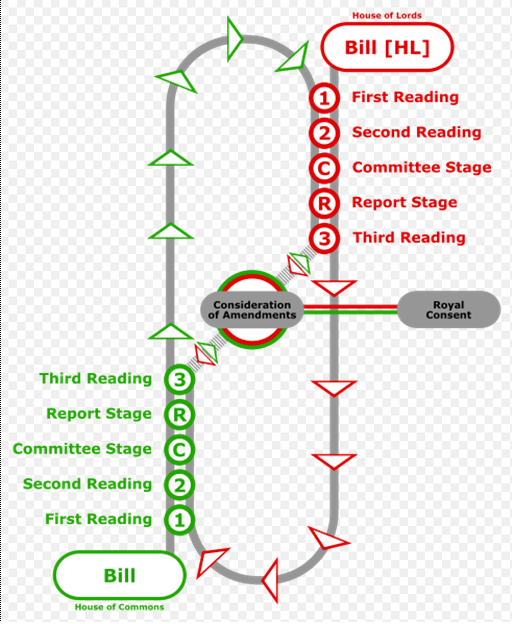 House of Lords
Bill [HL]
1 First Reading
2 Second Reading
C Committee Stage
R Report Stage
3 Third Reading
Consideration
of Amendments
Royal
Consent
Third Reading 3
Report Stage R
Committee Stage C
Second Reading 2
First Reading 1
Bill
House of Commons